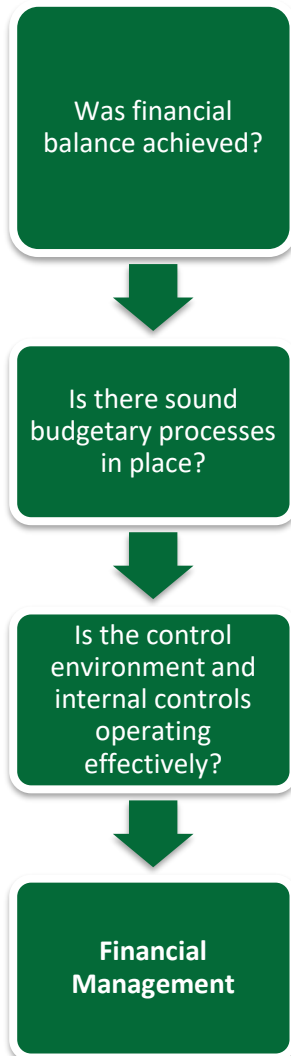 Was financial
balance achieved?
Is there sound
budgetary processes
in place?
Is the control
environment and
internal controls
operating
effectively?
Financial
Management